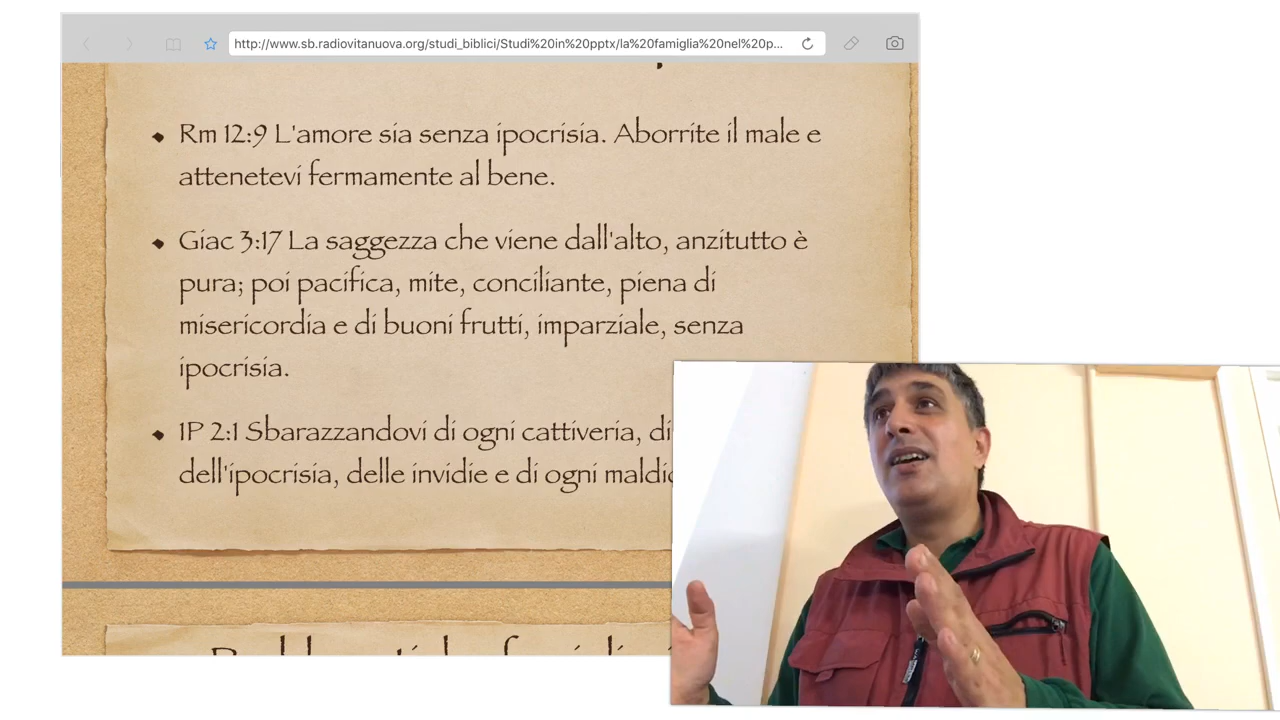 http://www.sb.radiovitanuova.org/studi_biblici/Studi%20in%20pptx/la%20famiglia%20nel%20p...
Rm 12:9 L'amore sia senza ipocrisia. Aborrite il male e
attenetevi fermamente al bene.
Giac 3:17 La saggezza che viene dall'alto, anzitutto è
pura; poi pacifica, mite, conciliante, piena di
misericordia e di buoni frutti, imparziale, senza
ipocrisia.
1P 2:1 Sbarazzandovi di ogni cattiveria, di
dell'ipocrisia, delle invidie e di ogni